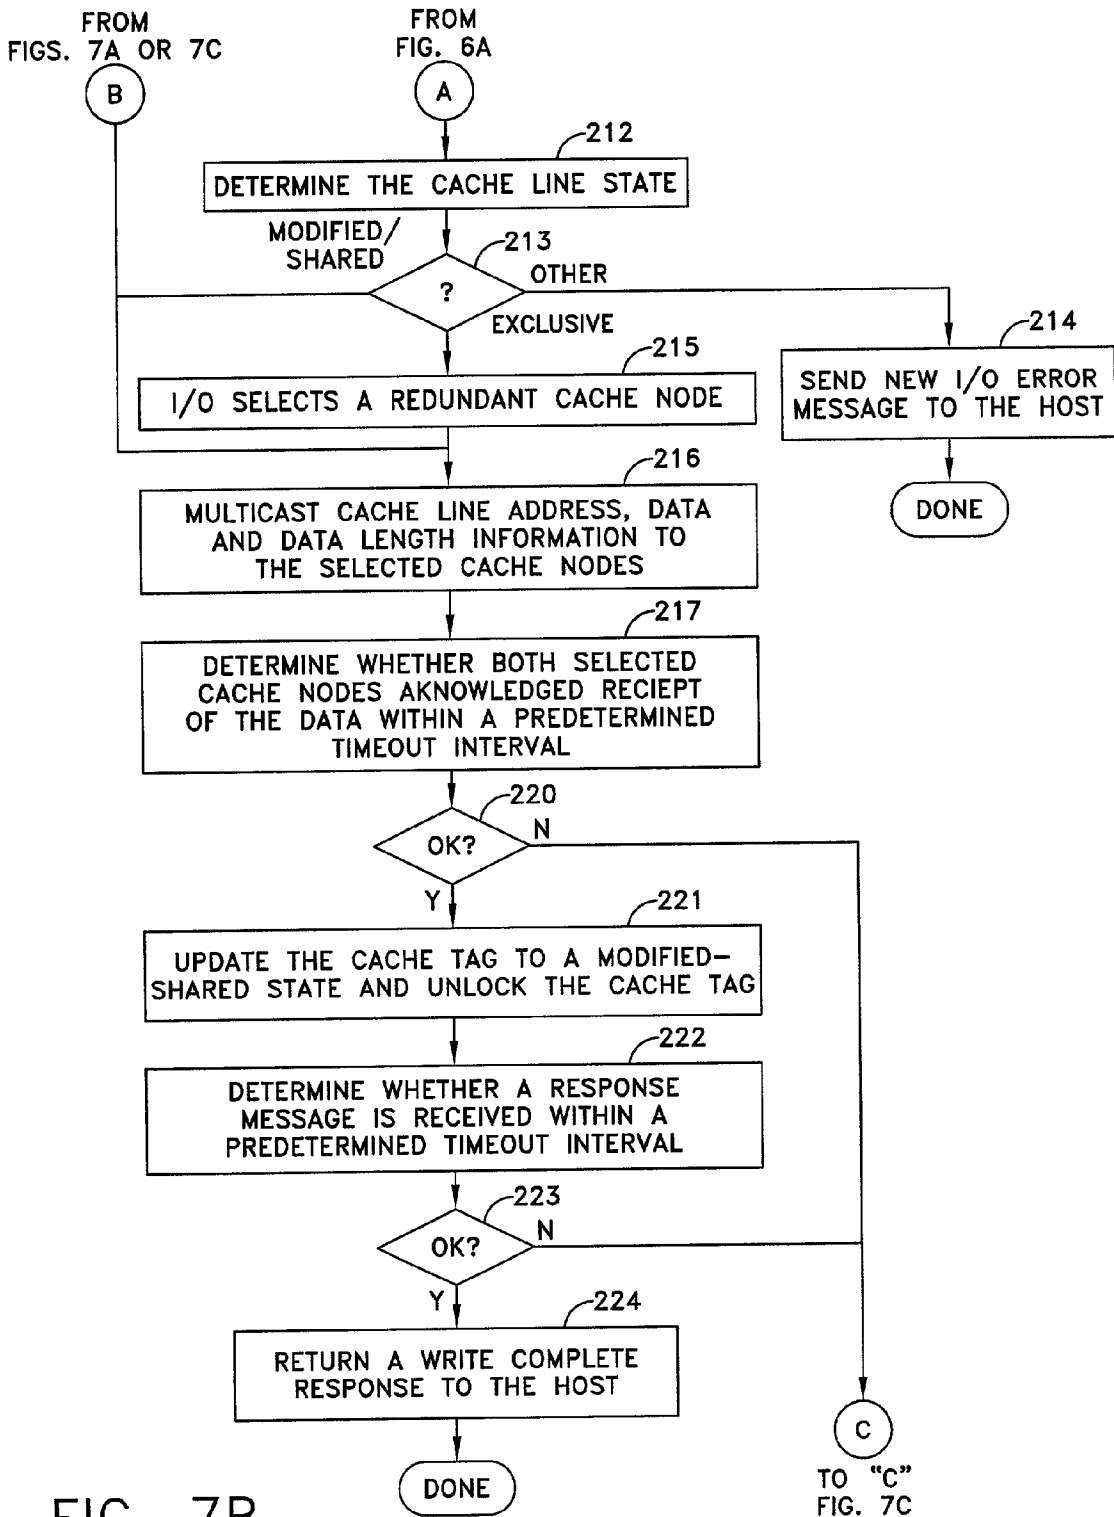 FROM
FIGS. 7A OR 7C
B
FROM
FIG. 6A
A
212
DETERMINE THE CACHE LINE STATE
MODIFIED/
SHARED
213
?
OTHER
EXCLUSIVE
214
SEND NEW I/O ERROR
MESSAGE TO THE HOST
DONE
215
I/O SELECTS A REDUNDANT CACHE NODE
216
MULTICAST CACHE LINE ADDRESS, DATA
AND DATA LENGTH INFORMATION TO
THE SELECTED CACHE NODES
217
DETERMINE WHETHER BOTH SELECTED
CACHE NODES AKNOWLEDGED RECIEPT
OF THE DATA WITHIN A PREDETERMINED
TIMEOUT INTERVAL
220
OK?
N
Y
221
UPDATE THE CACHE TAG TO A MODIFIED-
SHARED STATE AND UNLOCK THE CACHE TAG
222
DETERMINE WHETHER A RESPONSE
MESSAGE IS RECEIVED WITHIN A
PREDETERMINED TIMEOUT INTERVAL
223
OK?
N
Y
224
RETURN A WRITE COMPLETE
RESPONSE TO THE HOST
DONE
C
TO "C"
FIG. 7C
FIG. 7B